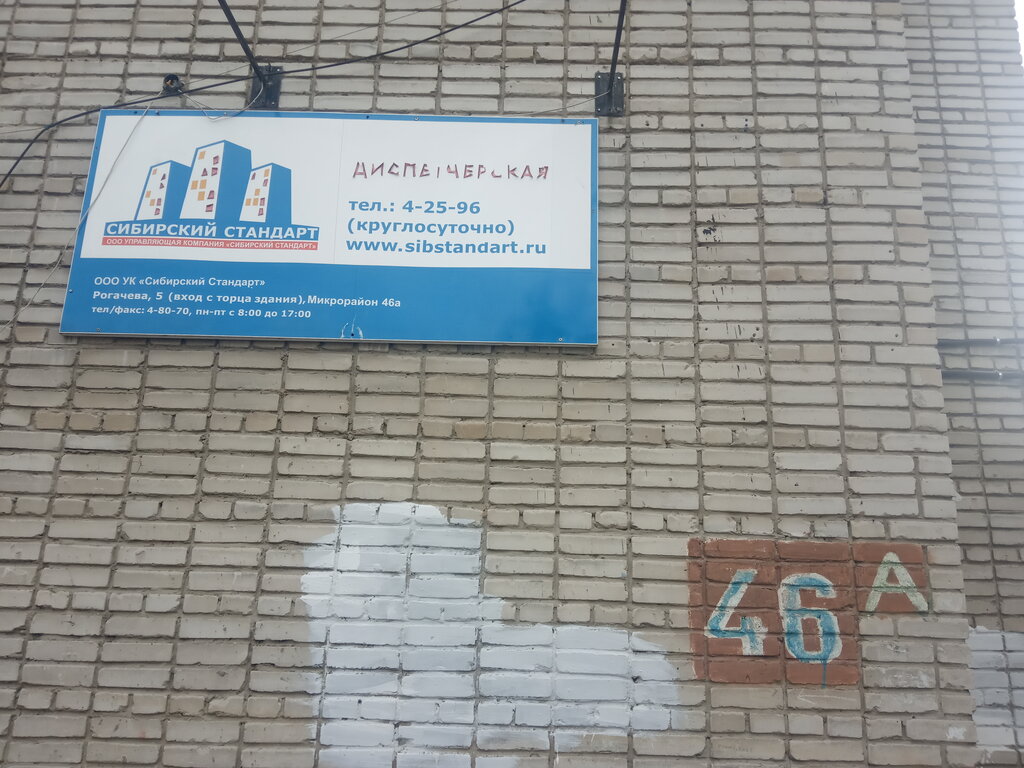 СИБИРСКИЙ СТАНДАРТ
ООО УПРАВЛЯЮЩАЯ КОМПАНИЯ «СИБИРСКИЙ СТАНДАРТ»
ДИСПЕТЧЕРСКАЯ
тел.: 4-25-96
(круглосуточно)
www.sibstandart.ru
ООО УК «Сибирский Стандарт»
Рогачева, 5 (вход с торца здания), Микрорайон 46а
тел/факс: 4-80-70, пн-пт с 8:00 до 17:00
46 А